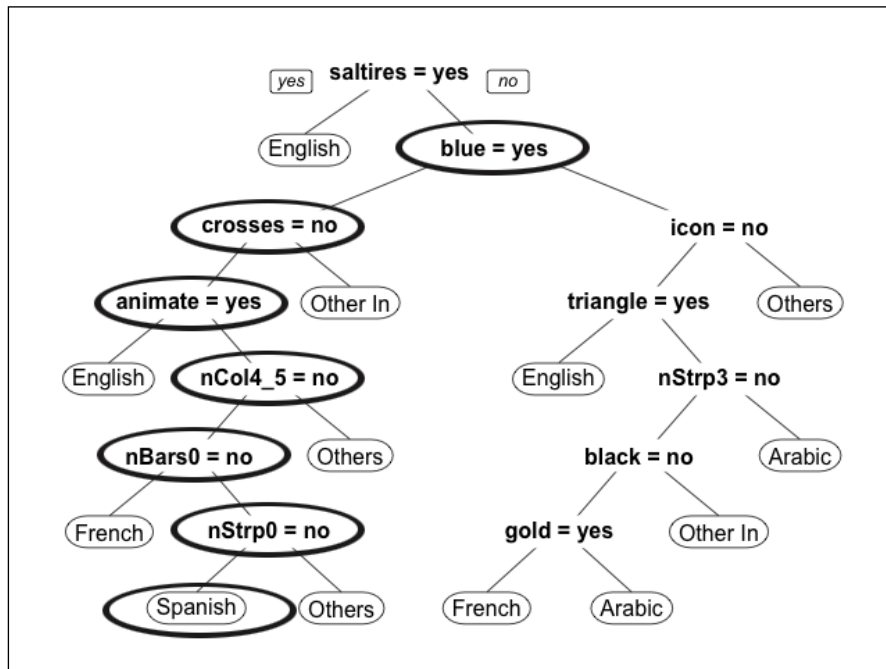 yes saltires = yes no
English blue = yes
crosses = no icon = no
animate = yes Other In triangle = yes Others
English nCol4_5 = no English nStrp3 = no
nBars0 = no Others black = no Arabic
French nStrp0 = no gold = yes Other In
Spanish Others French Arabic